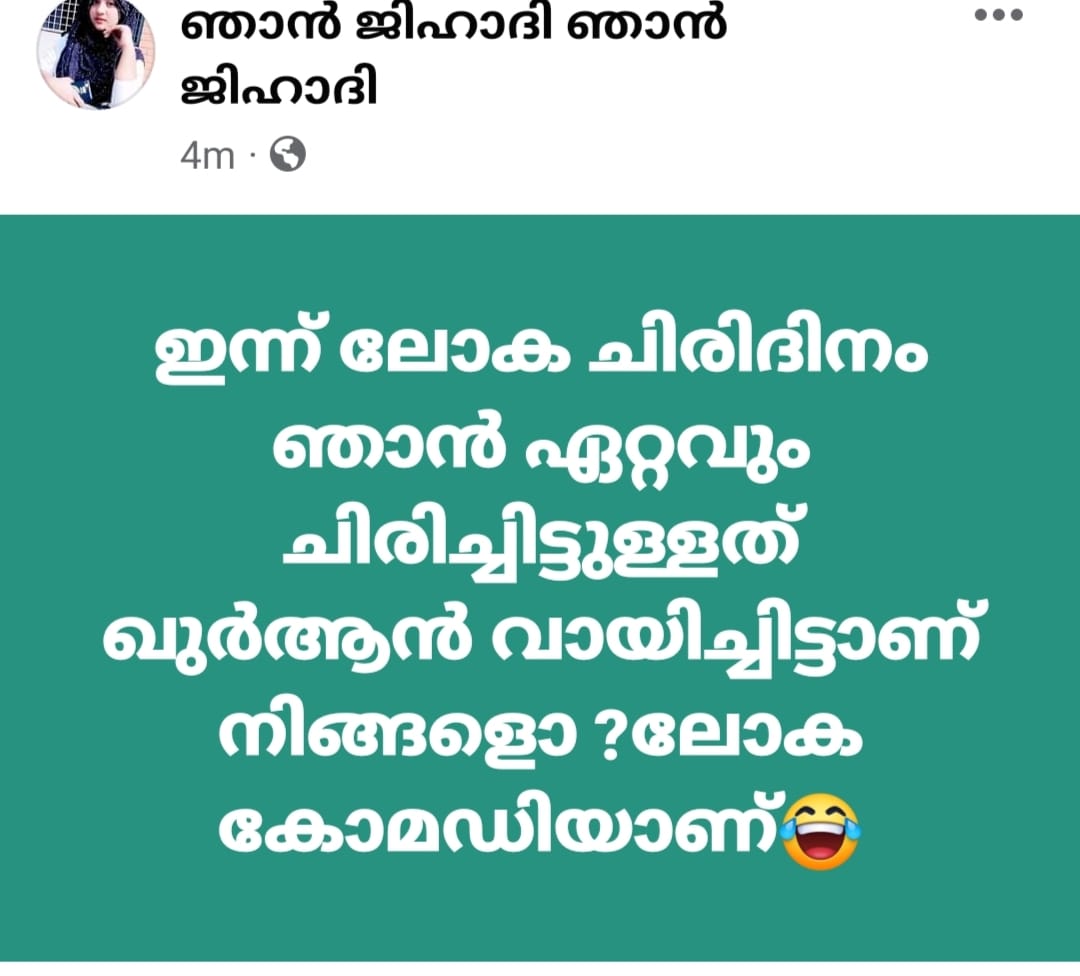 ഞാൻ ജിഹാദി ഞാൻ
ജിഹാദി
4m ·
ഇന്ന് ലോക ചിരിദിനം
ഞാൻ ഏറ്റവും
ചിരിച്ചിട്ടുള്ളത്
ഖുർആൻ വായിച്ചിട്ടാണ്
നിങ്ങളൊ ?ലോക
കോമഡിയാണ്😂